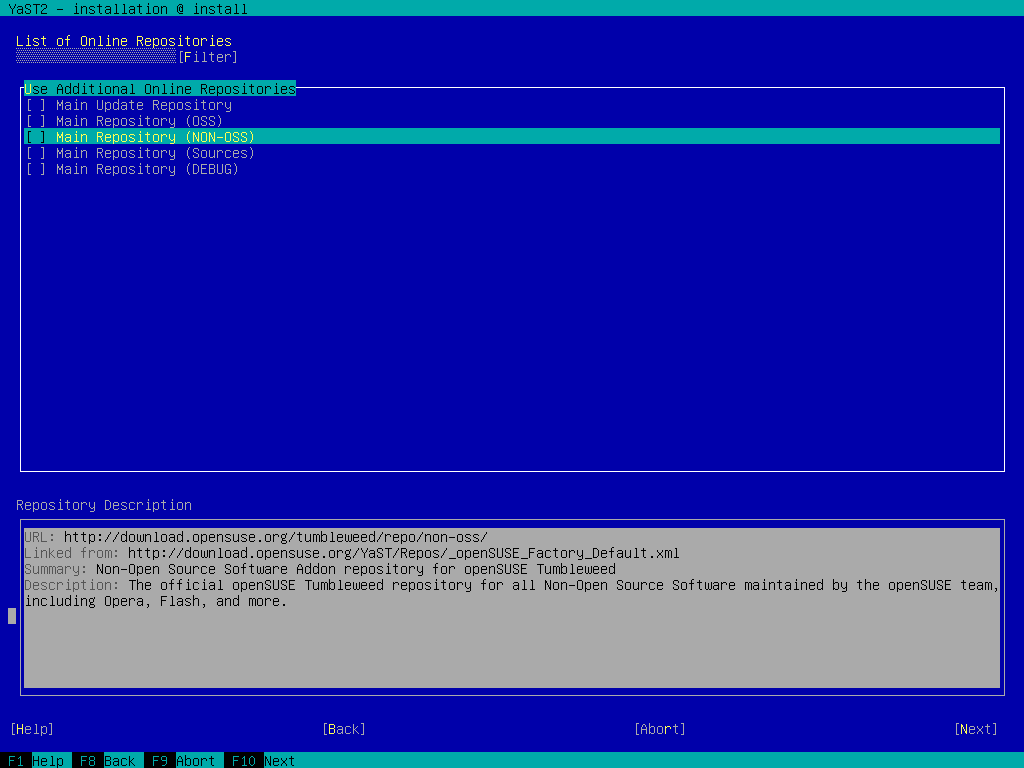 YaST2 - installation @ install
List of Online Repositories
[Filter]
Use Additional Online Repositories
[ ] Main Update Repository
[ ] Main Repository (OSS)
[ ] Main Repository (NON-OSS)
[ ] Main Repository (Sources)
[ ] Main Repository (DEBUG)
Repository Description
URL: http://download.opensuse.org/tumbleweed/repo/non-oss/
Linked from: http://download.opensuse.org/YaST/Repos/_openSUSE_Factory_Default.xml
Summary: Non-Open Source Software Addon repository for openSUSE Tumbleweed
Description: The official openSUSE Tumbleweed repository for all Non-Open Source Software maintained by the openSUSE team,
including Opera, Flash, and more.
[Help] [Back] [Abort] [Next]
F1 Help F8 Back F9 Abort F10 Next